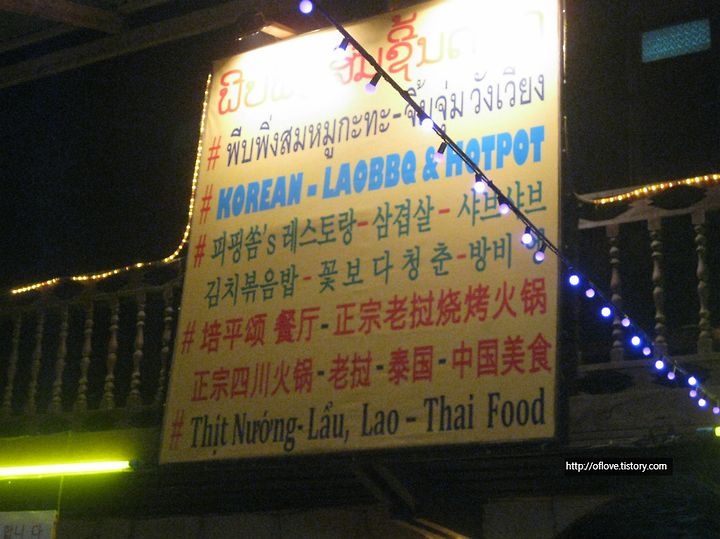 # พีบพิ่งสมหมูกะทะ-จิ้มจุ่ม วังเวียง
# KOREAN - LAOBBQ & HOTPOT
# 피핑쏨's 레스토랑 - 삼겹살 - 샤브샤브
김치볶음밥 - 꽃보다청춘 - 방비엥
# 培平颂 餐厅 - 正宗老挝烧烤火锅
正宗四川火锅 - 老挝 - 泰国 - 中国美食
# Thịt Nướng - Lẩu, Lao - Thai Food
http://oflove.tistory.com
합니 다